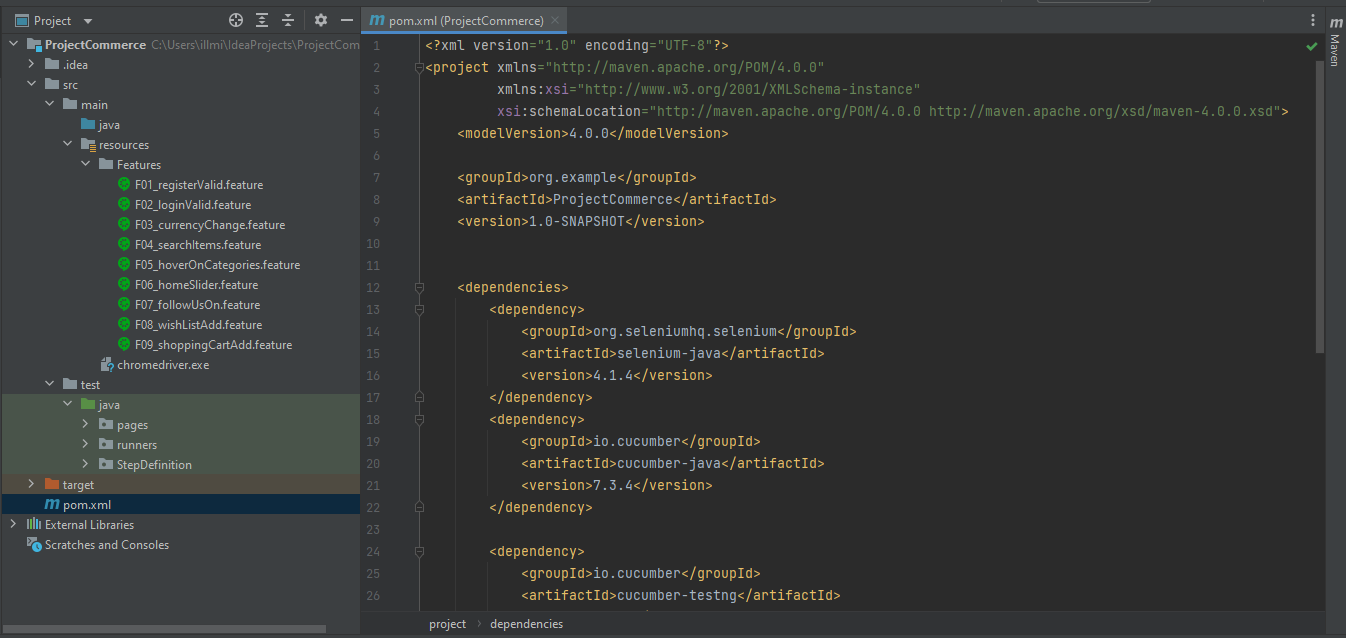 Project
ProjectCommerce C:\Users\illmi\IdeaProjects\ProjectCom
.idea
src
main
java
resources
Features
F01_registerValid.feature
F02_loginValid.feature
F03_currencyChange.feature
F04_searchItems.feature
F05_hoverOnCategories.feature
F06_homeSlider.feature
F07_followUsOn.feature
F08_wishListAdd.feature
F09_shoppingCartAdd.feature
chromedriver.exe
test
java
pages
runners
StepDefinition
target
m pom.xml
External Libraries
Scratches and Consoles
m pom.xml (ProjectCommerce)
1 <?xml version="1.0" encoding="UTF-8"?>
2 <project xmlns="http://maven.apache.org/POM/4.0.0"
3 xmlns:xsi="http://www.w3.org/2001/XMLSchema-instance"
4 xsi:schemaLocation="http://maven.apache.org/POM/4.0.0 http://maven.apache.org/xsd/maven-4.0.0.xsd">
5 <modelVersion>4.0.0</modelVersion>
6
7 <groupId>org.example</groupId>
8 <artifactId>ProjectCommerce</artifactId>
9 <version>1.0-SNAPSHOT</version>
10
11
12 <dependencies>
13 <dependency>
14 <groupId>org.seleniumhq.selenium</groupId>
15 <artifactId>selenium-java</artifactId>
16 <version>4.1.4</version>
17 </dependency>
18 <dependency>
19 <groupId>io.cucumber</groupId>
20 <artifactId>cucumber-java</artifactId>
21 <version>7.3.4</version>
22 </dependency>
23
24 <dependency>
25 <groupId>io.cucumber</groupId>
26 <artifactId>cucumber-testng</artifactId>
project
dependencies
m
Maven